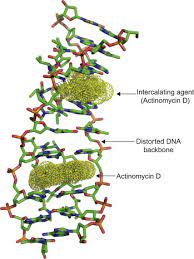 Intercalating agent
(Actinomycin D)
Distorted DNA
backbone
Actinomycin D